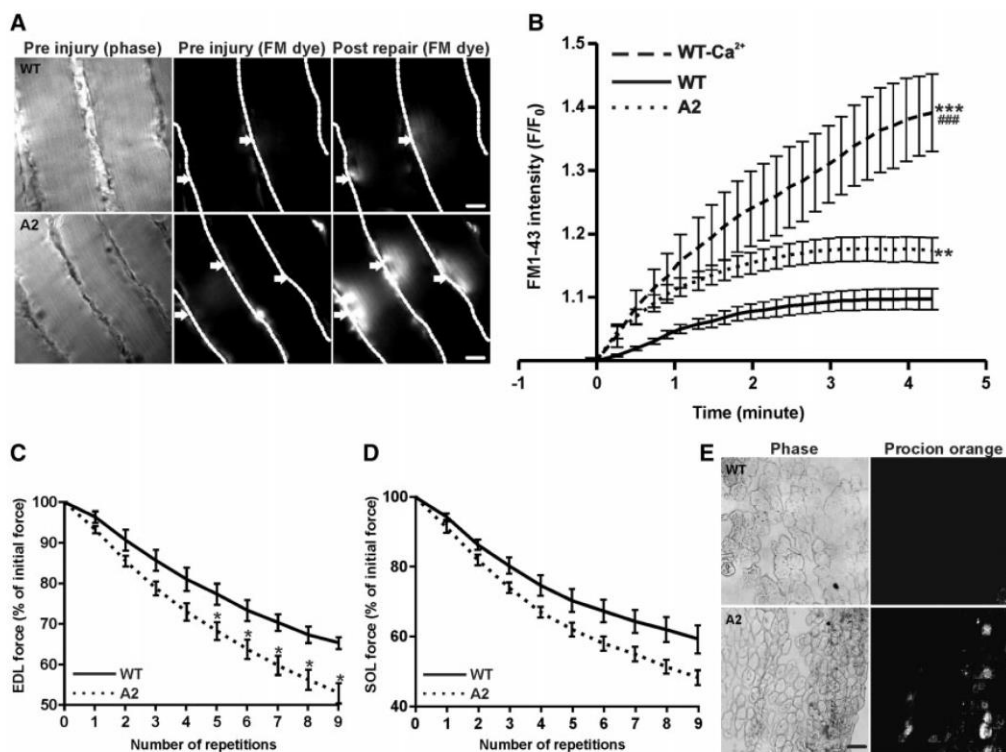 A
Pre injury (phase) Pre injury (FM dye) Post repair (FM dye)
WT
A2
B
FM1-43 intensity (F/F0)
1.5
1.4
1.3
1.2
1.1
WT-Ca²⁺
WT
A2
***
###
**
-1 0 1 2 3 4 5
Time (minute)
C
EDL force (% of initial force)
100
90
80
70
60
50
* * * * *
WT
A2
0 1 2 3 4 5 6 7 8 9
Number of repetitions
D
SOL force (% of initial force)
100
80
60
40
WT
A2
0 1 2 3 4 5 6 7 8 9
Number of repetitions
E
Phase Procion orange
WT
A2